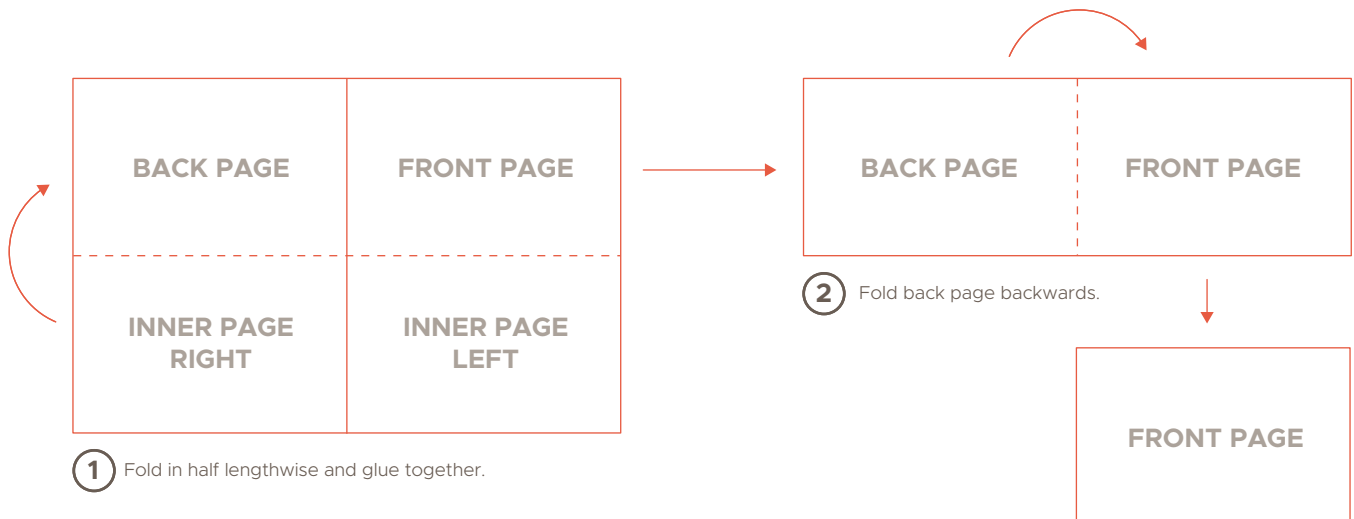 BACK PAGE
FRONT PAGE
INNER PAGE
RIGHT
INNER PAGE
LEFT
1 Fold in half lengthwise and glue together.
BACK PAGE
FRONT PAGE
2 Fold back page backwards.
FRONT PAGE